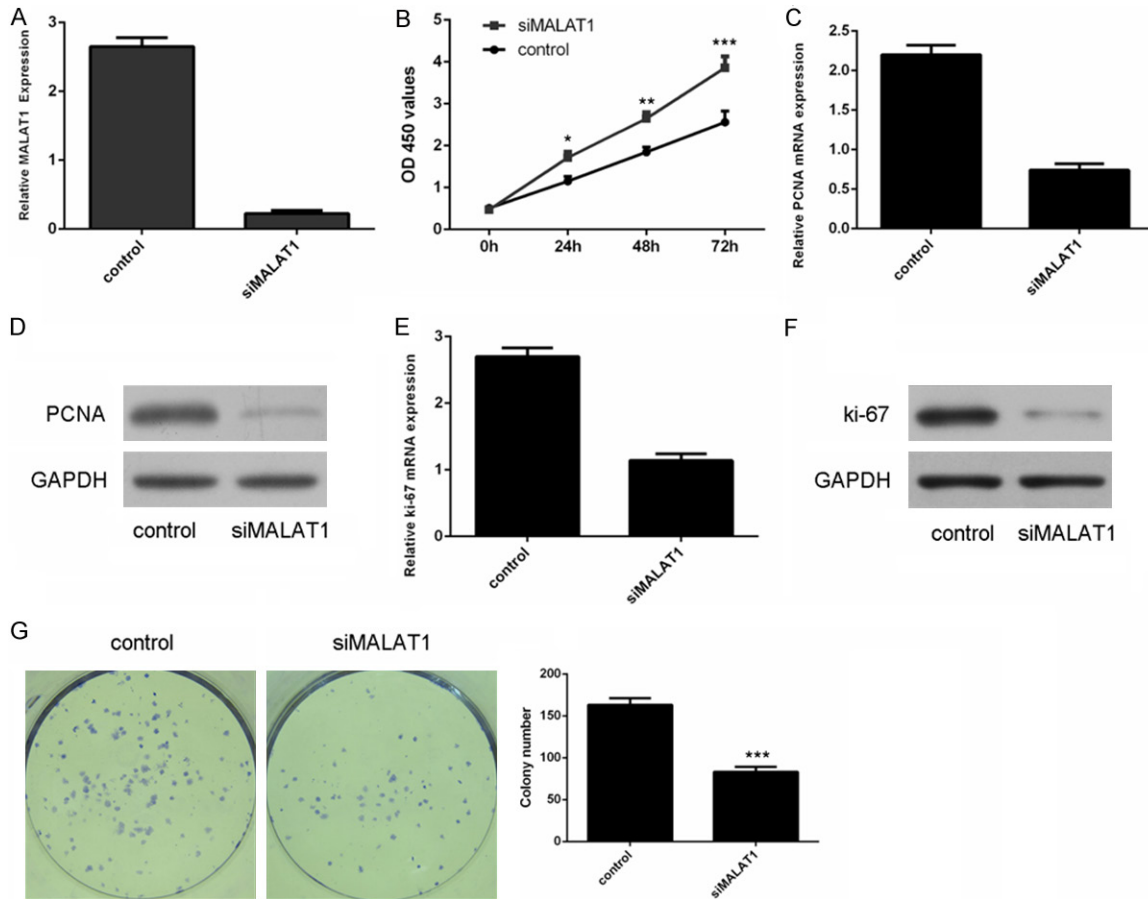 A
Relative MALAT1 Expression
3
2
1
0
control
siMALAT1
B
siMALAT1
control
OD 450 values
5
4
3
2
1
0
*
**
***
0h
24h
48h
72h
C
Relative PCNA mRNA expression
2.5
2.0
1.5
1.0
0.5
0.0
control
siMALAT1
D
PCNA
GAPDH
control
siMALAT1
E
Relative ki-67 mRNA expression
3
2
1
0
control
siMALAT1
F
ki-67
GAPDH
control
siMALAT1
G
control
siMALAT1
Colony number
200
150
100
50
0
***
control
siMALAT1